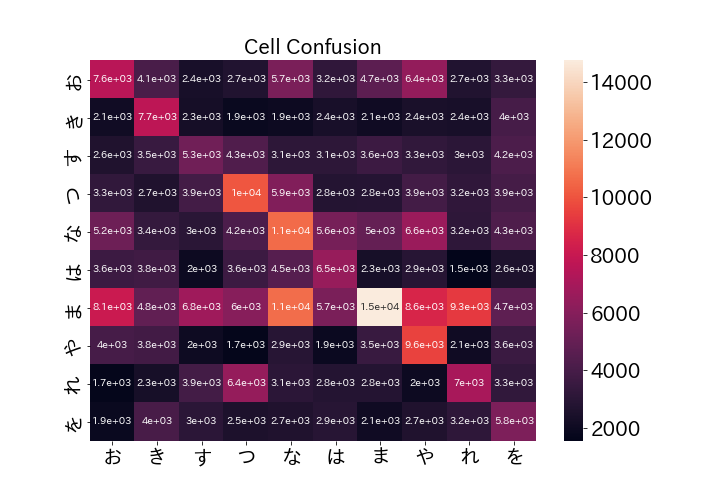 Cell Confusion
お 7.6e+03 4.1e+03 2.4e+03 2.7e+03 5.7e+03 3.2e+03 4.7e+03 6.4e+03 2.7e+03 3.3e+03
き 2.1e+03 7.7e+03 2.3e+03 1.9e+03 1.9e+03 2.4e+03 2.1e+03 2.4e+03 2.4e+03 4e+03
す 2.6e+03 3.5e+03 5.3e+03 4.3e+03 3.1e+03 3.1e+03 3.6e+03 3.3e+03 3e+03 4.2e+03
つ 3.3e+03 2.7e+03 3.9e+03 1e+04 5.9e+03 2.8e+03 2.8e+03 3.9e+03 3.2e+03 3.9e+03
な 5.2e+03 3.4e+03 3e+03 4.2e+03 1.1e+04 5.6e+03 5e+03 6.6e+03 3.2e+03 4.3e+03
は 3.6e+03 3.8e+03 2e+03 3.6e+03 4.5e+03 6.5e+03 2.3e+03 2.9e+03 1.5e+03 2.6e+03
ま 8.1e+03 4.8e+03 6.8e+03 6e+03 1.1e+04 5.7e+03 1.5e+04 8.6e+03 9.3e+03 4.7e+03
や 4e+03 3.8e+03 2e+03 1.7e+03 2.9e+03 1.9e+03 3.5e+03 9.6e+03 2.1e+03 3.6e+03
れ 1.7e+03 2.3e+03 3.9e+03 6.4e+03 3.1e+03 2.8e+03 2.8e+03 2e+03 7e+03 3.3e+03
を 1.9e+03 4e+03 3e+03 2.5e+03 2.7e+03 2.9e+03 2.1e+03 2.7e+03 3.2e+03 5.8e+03
お き す つ な は ま や れ を
14000
12000
10000
8000
6000
4000
2000